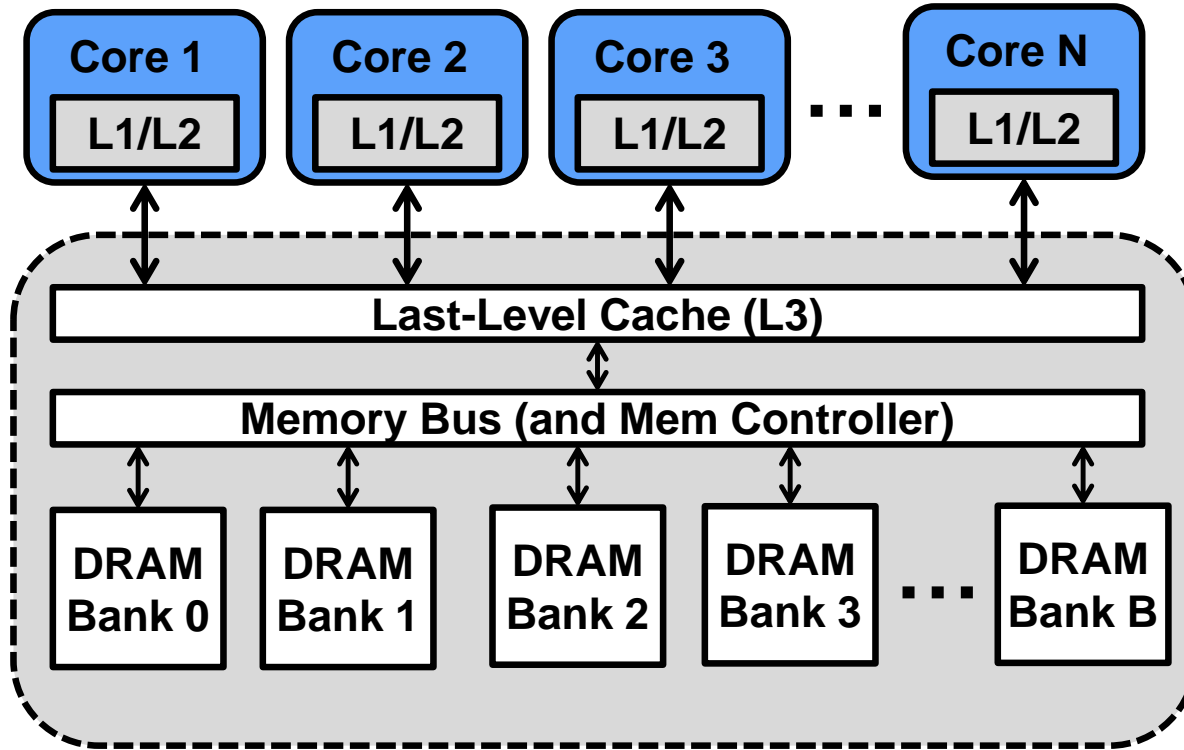 Core 1
L1/L2
Core 2
L1/L2
Core 3
L1/L2
...
Core N
L1/L2
Last-Level Cache (L3)
Memory Bus (and Mem Controller)
DRAM
Bank 0
DRAM
Bank 1
DRAM
Bank 2
DRAM
Bank 3
...
DRAM
Bank B